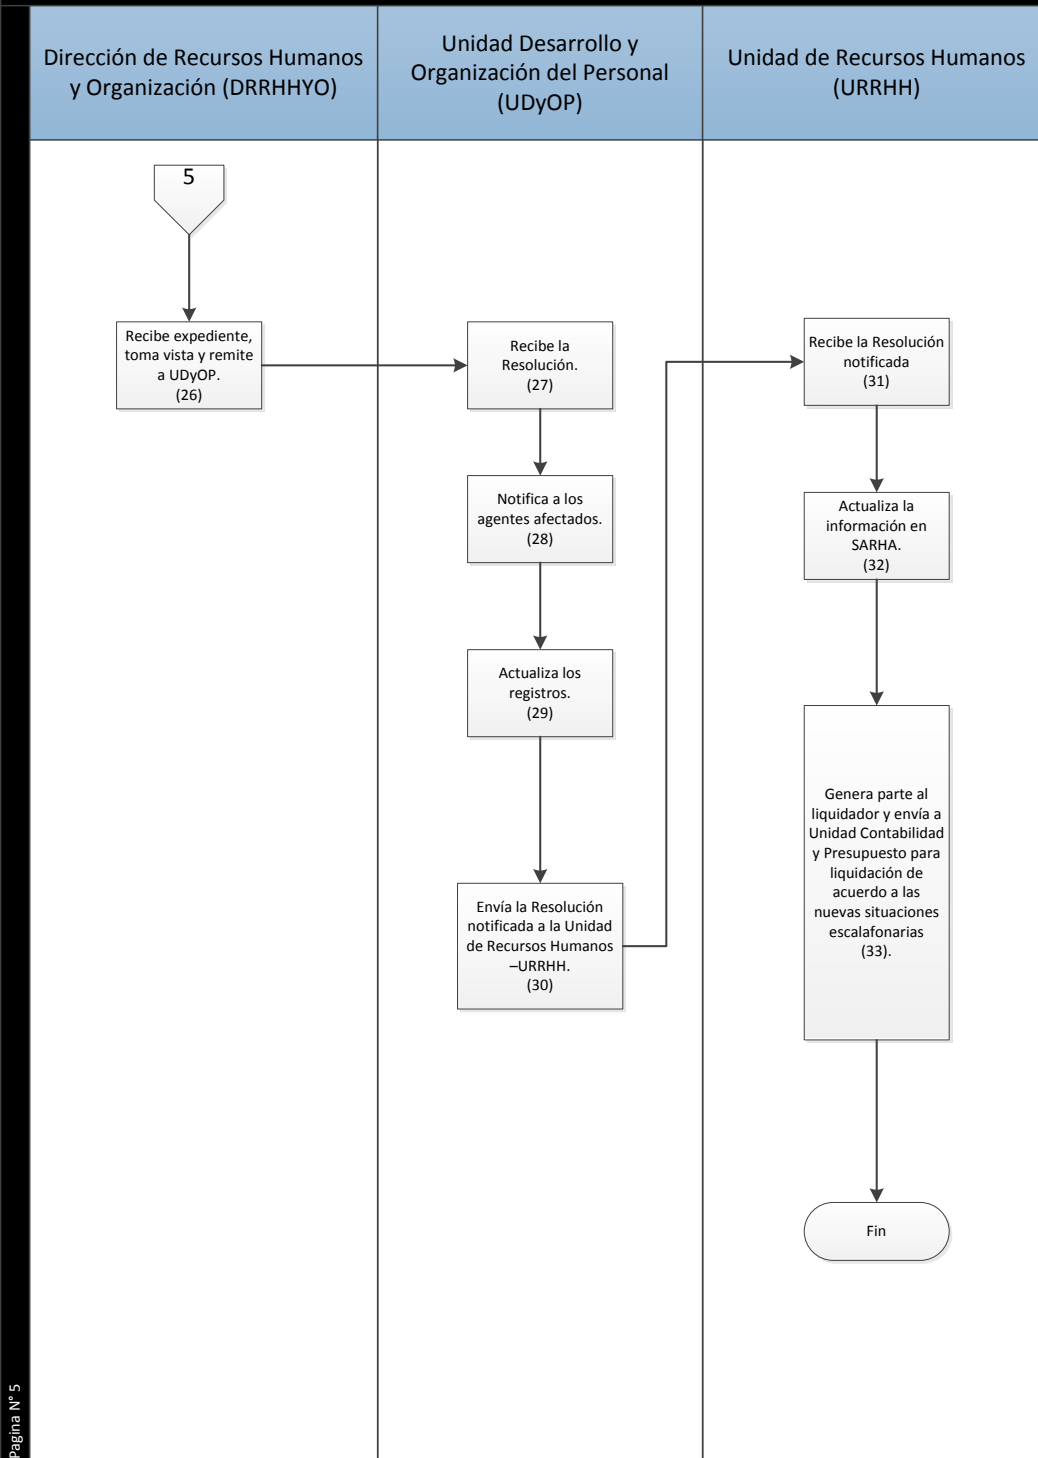 Dirección de Recursos Humanos
y Organización (DRRHHYO)
Unidad Desarrollo y
Organización del Personal
(UDyOP)
Unidad de Recursos Humanos
(URRHH)
5
Recibe expediente,
toma vista y remite
a UDyOP.
(26)
Recibe la
Resolución.
(27)
Notifica a los
agentes afectados.
(28)
Actualiza los
registros.
(29)
Envía la Resolución
notificada a la Unidad
de Recursos Humanos
–URRHH.
(30)
Recibe la Resolución
notificada
(31)
Actualiza la
información en
SARHA.
(32)
Genera parte al
liquidador y envía a
Unidad Contabilidad
y Presupuesto para
liquidación de
acuerdo a las
nuevas situaciones
escalafonarias
(33).
Fin
Pagina N° 5